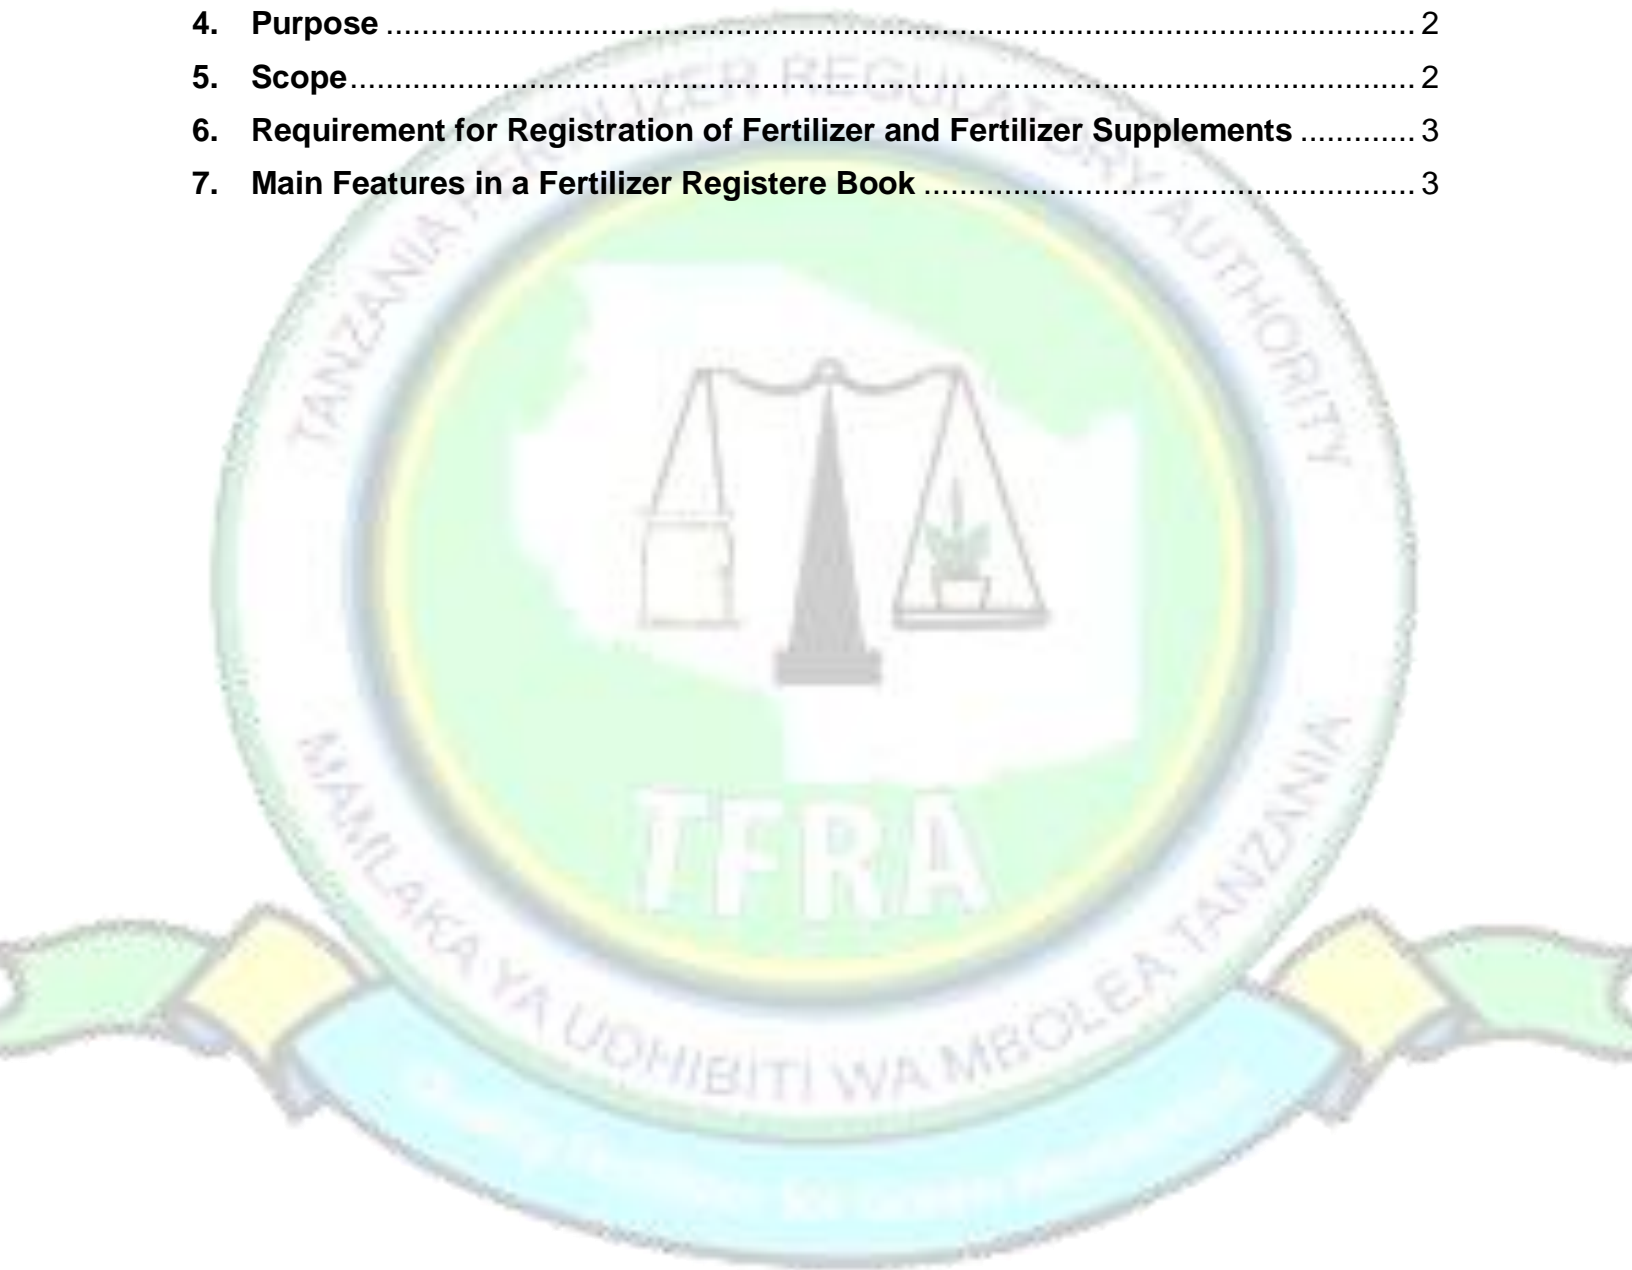 4. Purpose ........................................................................................................................ 2
5. Scope ............................................................................................................................ 2
6. Requirement for Registration of Fertilizer and Fertilizer Supplements ............. 3
7. Main Features in a Fertilizer Registere Book ........................................................ 3
TANZANIA FERTILIZER REGULATORY AUTHORITY
TFRA
MAMLAKA YA UDHIBITI WA MBOLEA TANZANIA